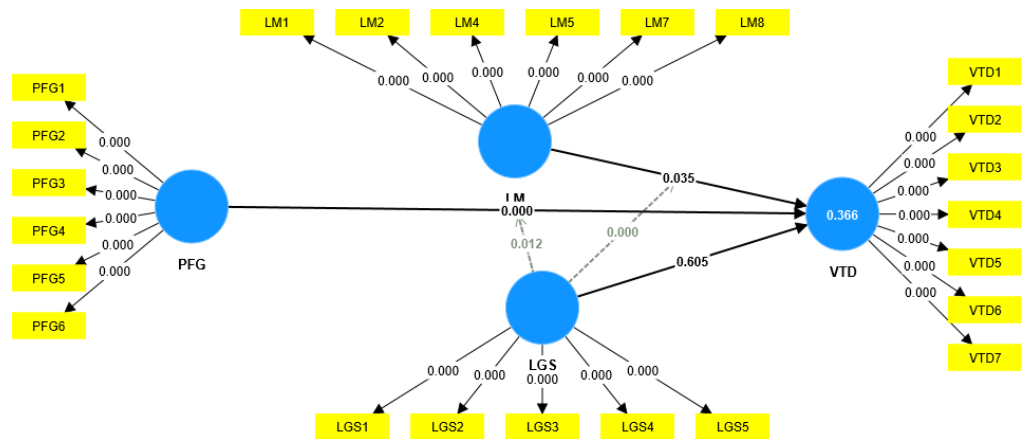 LM1 LM2 LM4 LM5 LM7 LM8
0.000 0.000 0.000 0.000 0.000 0.000
PFG1
PFG2
PFG3
PFG4
PFG5
PFG6
0.000
0.000
0.000
0.000
0.000
0.000
PFG
LM
0.035
0.000
0.000
0.012
0.605
LGS
0.000 0.000 0.000 0.000 0.000
LGS1 LGS2 LGS3 LGS4 LGS5
0.366
VTD
0.000
0.000
0.000
0.000
0.000
0.000
0.000
VTD1
VTD2
VTD3
VTD4
VTD5
VTD6
VTD7